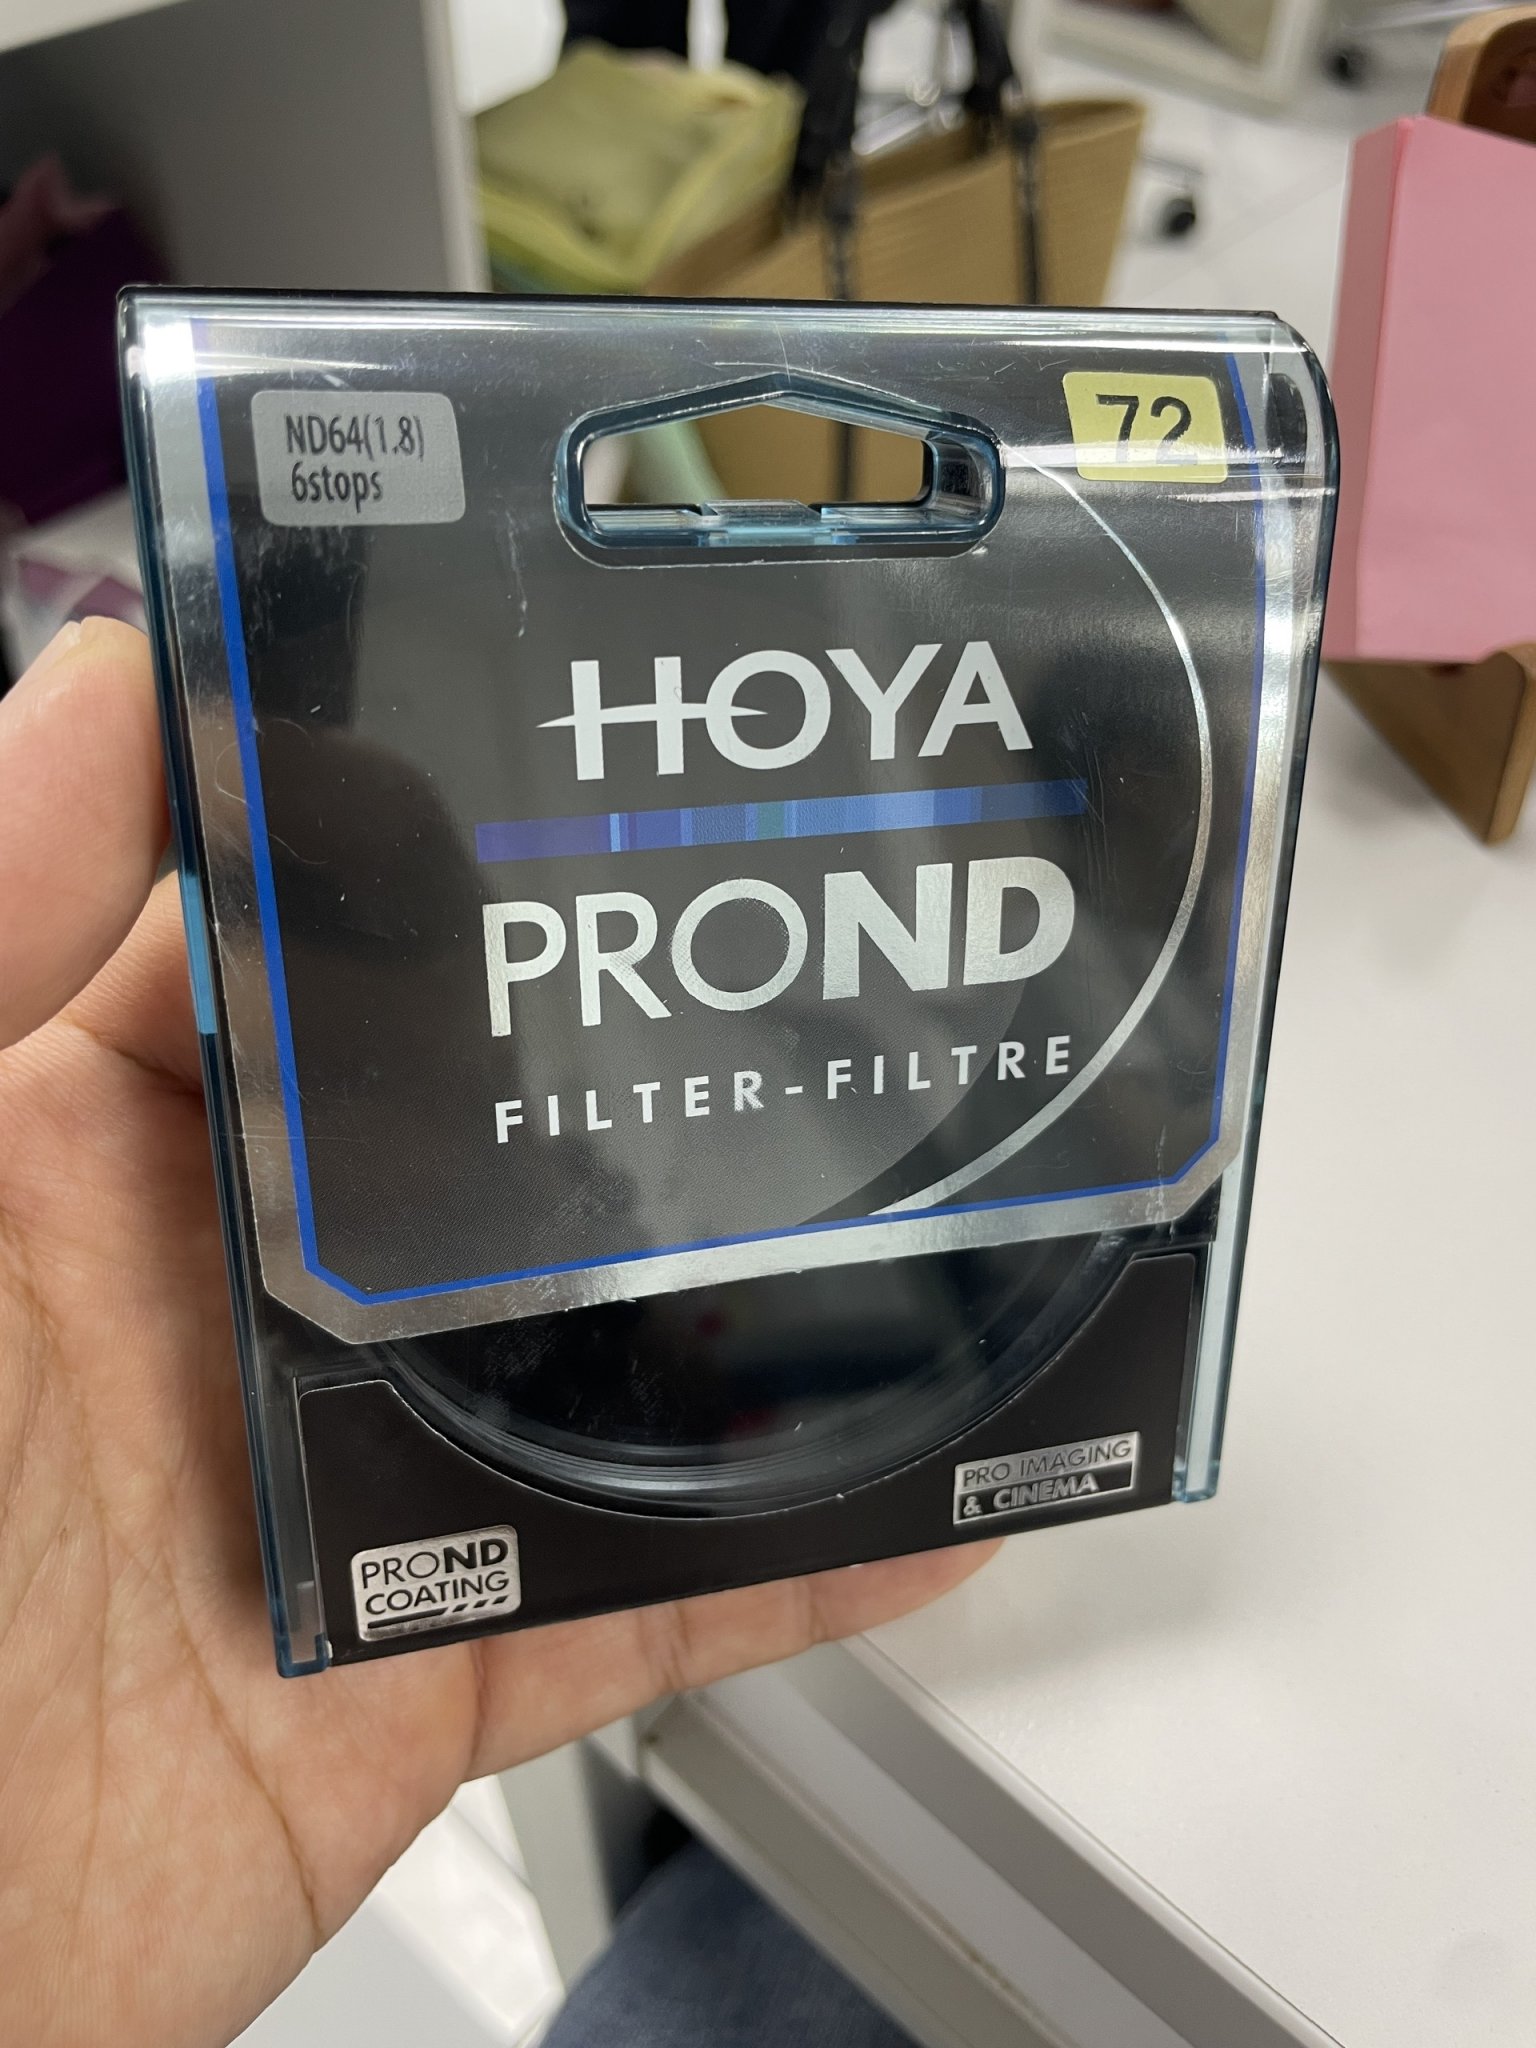 ND64(1.8)
6stops
72
HOYA
PROND
FILTER-FILTRE
PRO IMAGING
& CINEMA
PROND
COATING